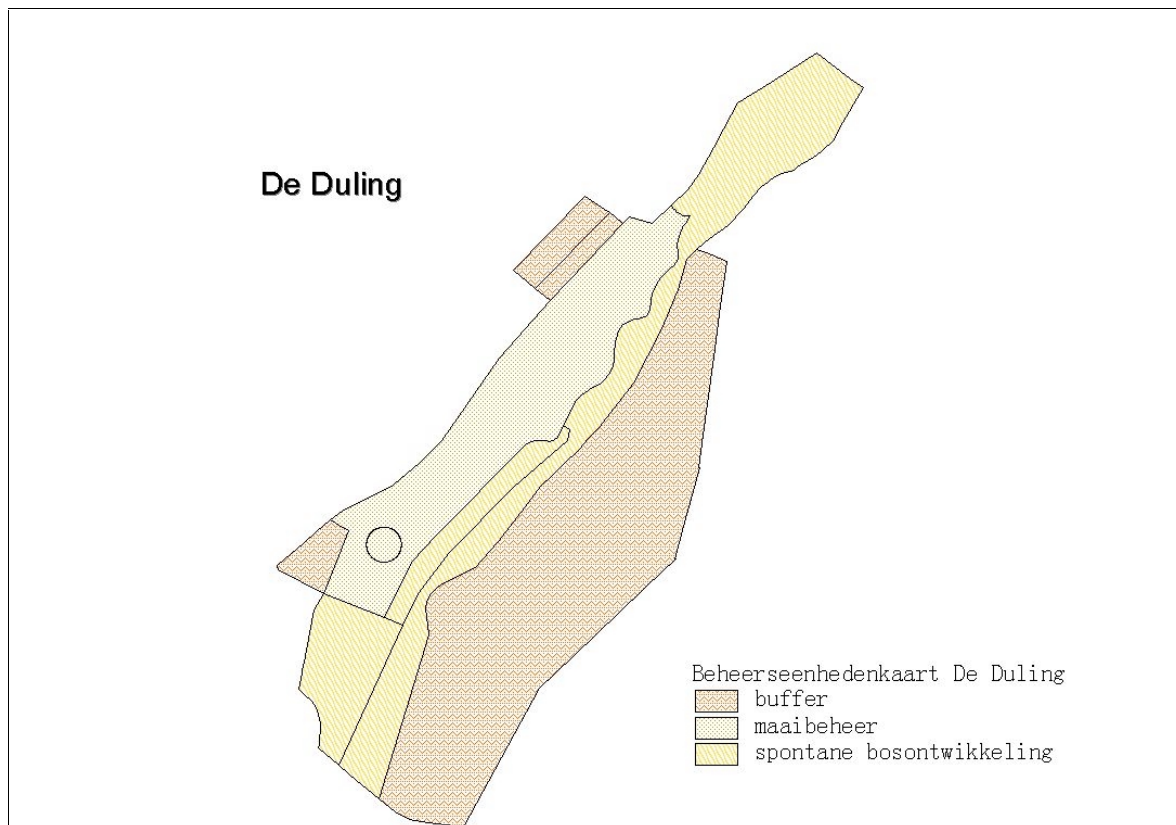 De Duling
Beheerseenhedenkaart De Duling
buffer
maaibeheer
spontane bosontwikkeling